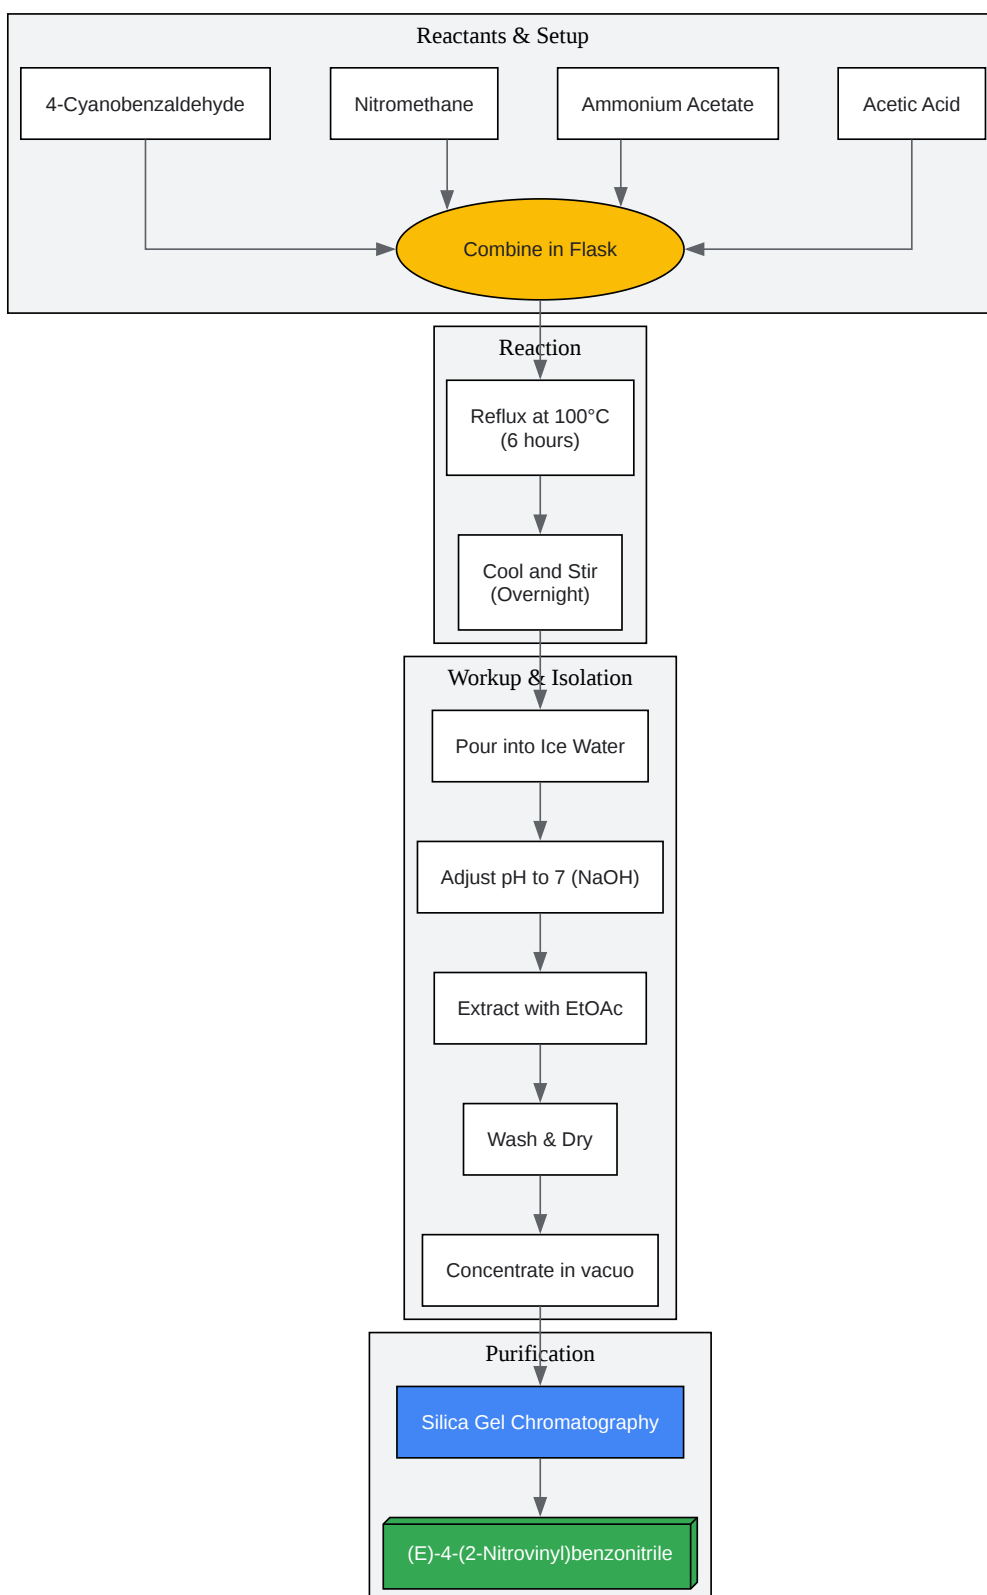 Reactants & Setup
4-Cyanobenzaldehyde
Nitromethane
Ammonium Acetate
Acetic Acid
Combine in Flask
Reaction
Reflux at 100°C
(6 hours)
Cool and Stir
(Overnight)
Workup & Isolation
Pour into Ice Water
Adjust pH to 7 (NaOH)
Extract with EtOAc
Wash & Dry
Concentrate in vacuo
Purification
Silica Gel Chromatography
(E)-4-(2-Nitrovinyl)benzonitrile